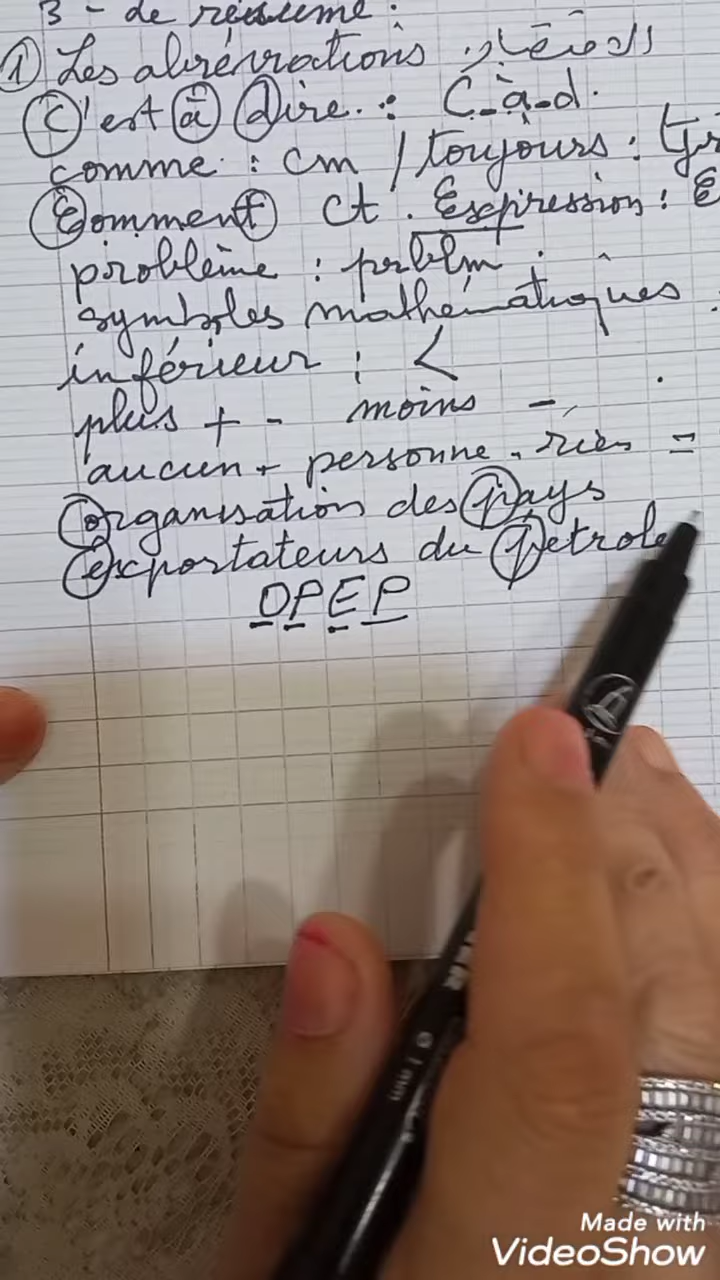 3 - de résumé :
① Les abréviations
C'est à Dire : C-à-d.
comme : cm / toujours : Tjr
Comment ct. Expression : E
problème : prblm.
symboles mathématiques :
inférieur : <
plus + - moins -,
aucun + personne - rien =
Organisation des pays
exportateurs du pétrole
OPEP
Made with
VideoShow